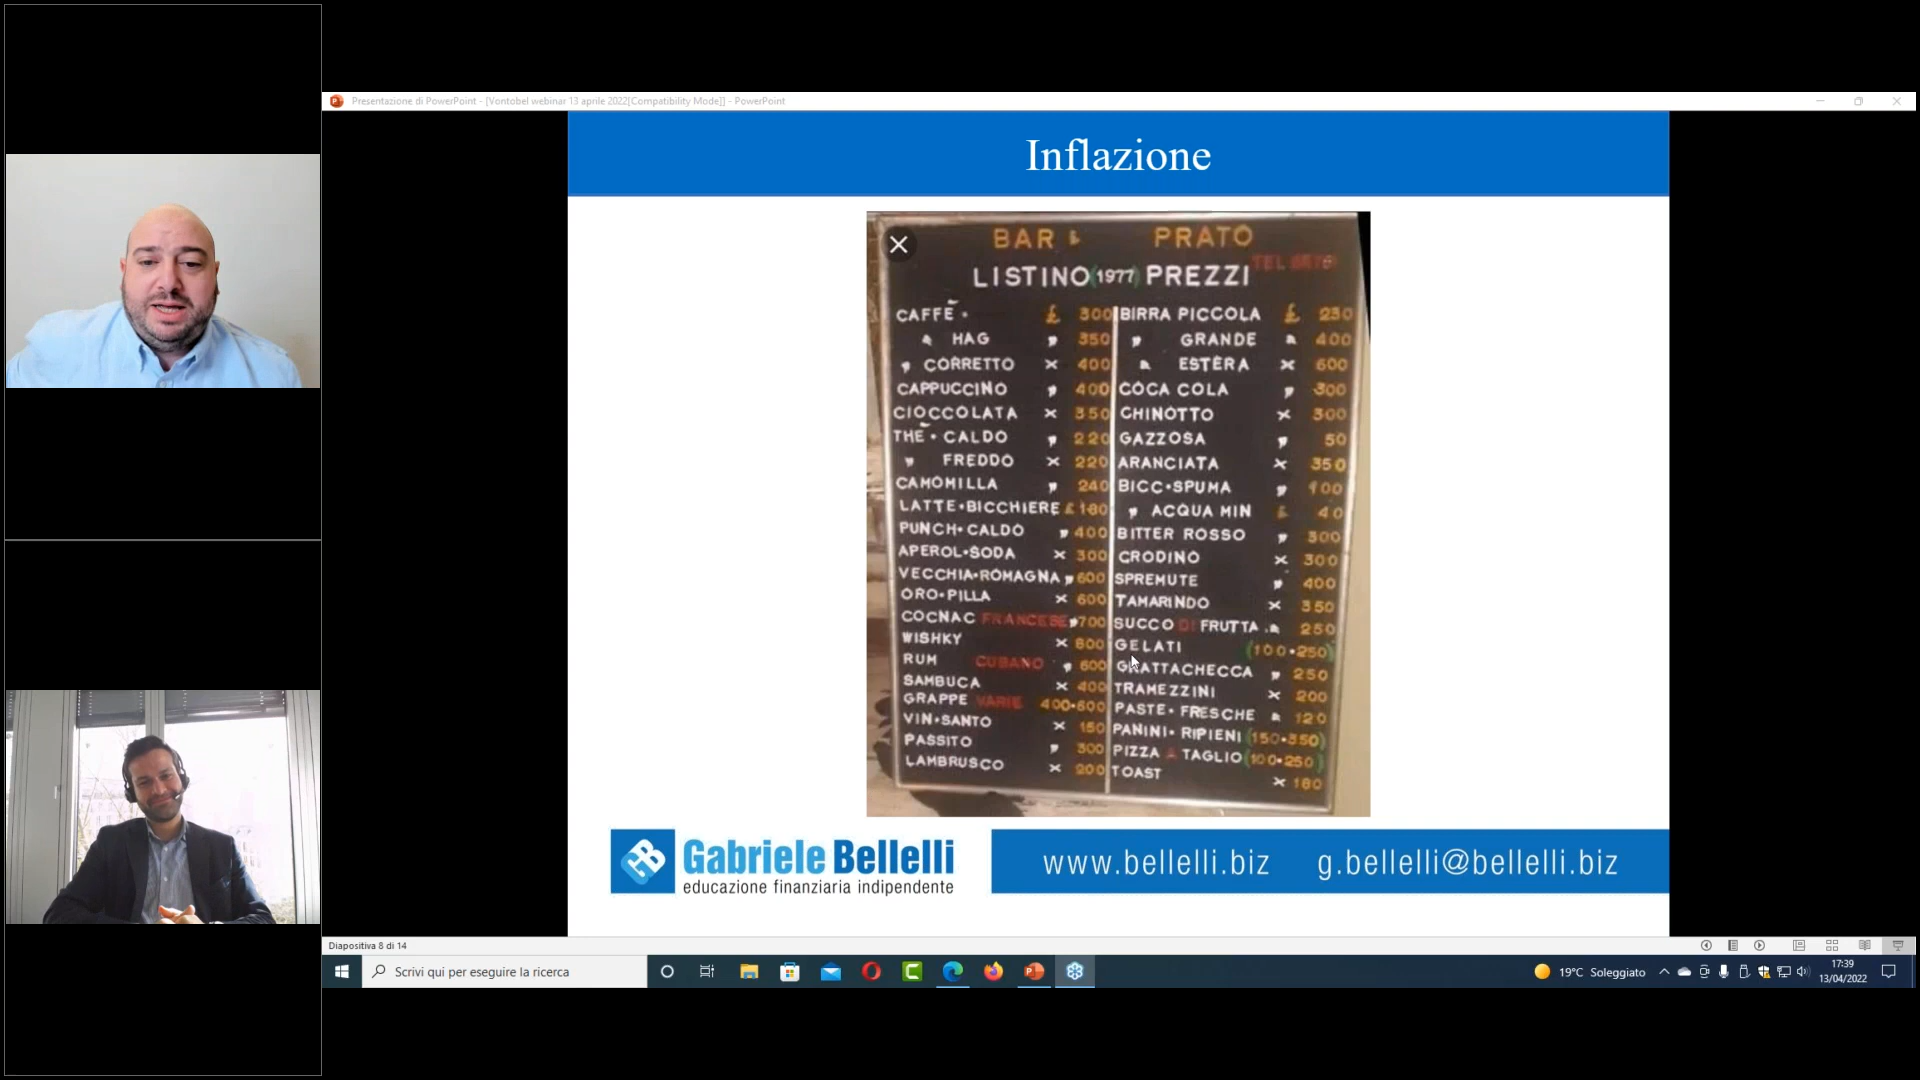 Presentazione di PowerPoint - [Vontobel webinar 13 aprile 2022[Compatibility Mode]] - PowerPoint
Inflazione
BAR & PRATO
LISTINO (1977) PREZZI
CAFFÈ • £ 300
" HAG " 350
" CORRETTO × 400
CAPPUCCINO " 400
CIOCCOLATA × 350
THE • CALDO " 220
" FREDDO × 220
CAMOMILLA " 240
LATTE • BICCHIERE £ 180
PUNCH • CALDO " 400
APEROL • SODA × 300
VECCHIA • ROMAGNA " 600
ORO • PILLA × 600
COCNAC FRANCESE " 700
WISHKY × 600
RUM CUBANO " 600
SAMBUCA × 400
GRAPPE VARIE 400 • 600
VIN • SANTO × 150
PASSITO " 300
LAMBRUSCO × 200
BIRRA PICCOLA £ 250
" GRANDE " 400
" ESTERA × 600
COCA COLA " 300
CHINOTTO × 300
GAZZOSA " 50
ARANCIATA × 350
BICC • SPUMA " 100
" ACQUA MIN £ 40
BITTER ROSSO " 300
CRODINO × 300
SPREMUTE " 400
TAMARINDO × 350
SUCCO DI FRUTTA " 250
GELATI (100 • 250)
GRATTACHECCA " 250
TRAMEZZINI × 200
PASTE • FRESCHE " 120
PANINI • RIPIENI (150 • 350)
PIZZA A TAGLIO (100 • 250)
TOAST × 180
Gabriele Bellelli
educazione finanziaria indipendente
www.bellelli.biz g.bellelli@bellelli.biz
Diapositiva 8 di 14
Scrivi qui per eseguire la ricerca
19°C Soleggiato
17:39
13/04/2022